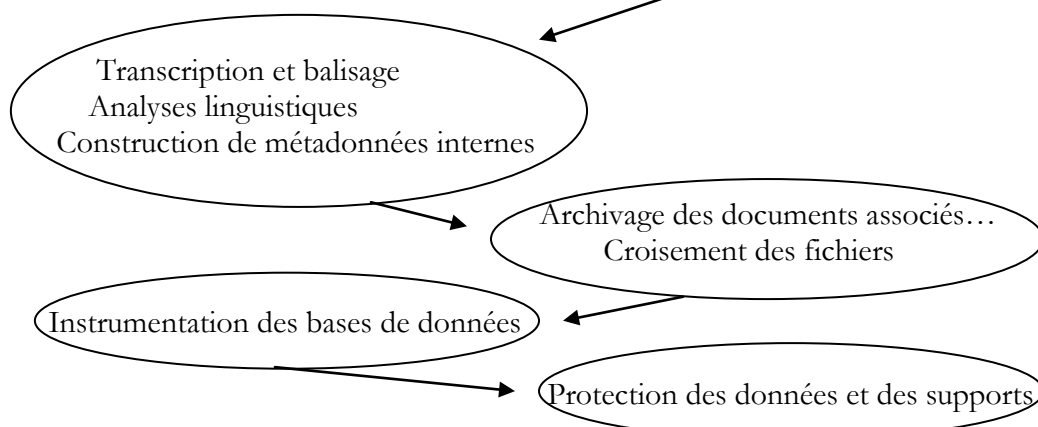 Transcription et balisage
Analyses linguistiques
Construction de métadonnées internes
Archivage des documents associés…
Croisement des fichiers
Instrumentation des bases de données
Protection des données et des supports